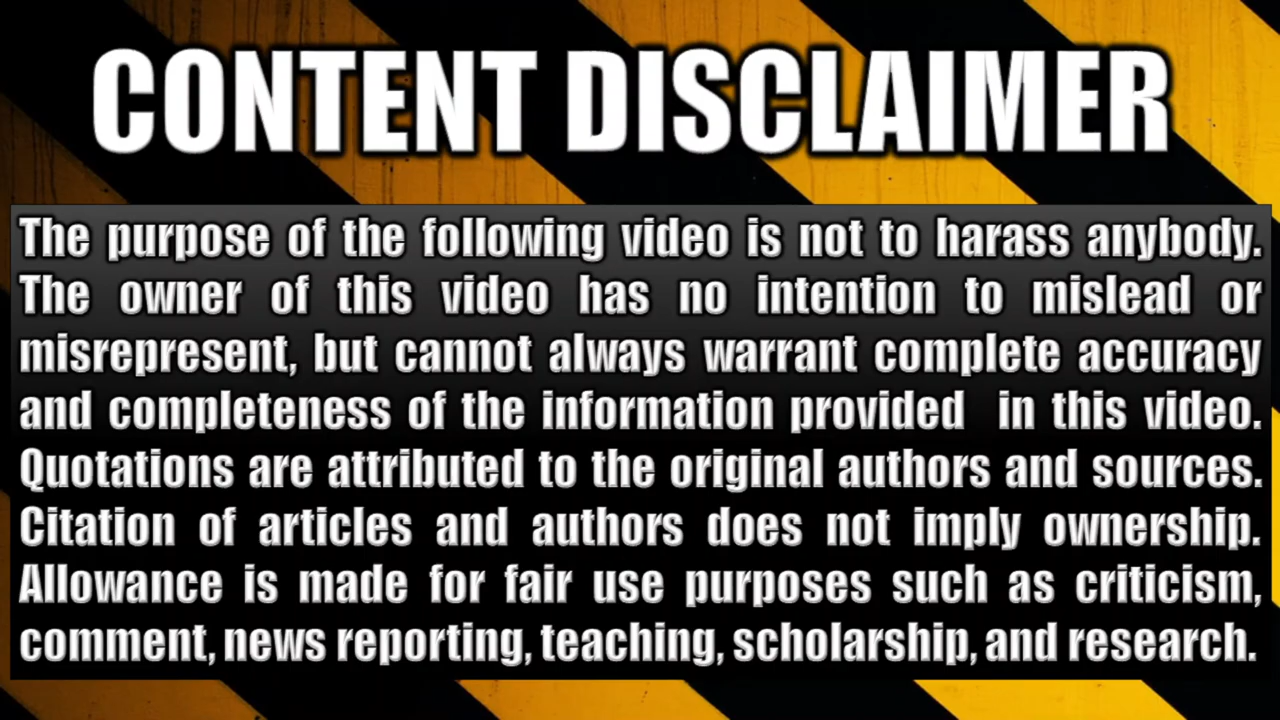 CONTENT DISCLAIMER
The purpose of the following video is not to harass anybody.
The owner of this video has no intention to mislead or
misrepresent, but cannot always warrant complete accuracy
and completeness of the information provided in this video.
Quotations are attributed to the original authors and sources.
Citation of articles and authors does not imply ownership.
Allowance is made for fair use purposes such as criticism,
comment, news reporting, teaching, scholarship, and research.